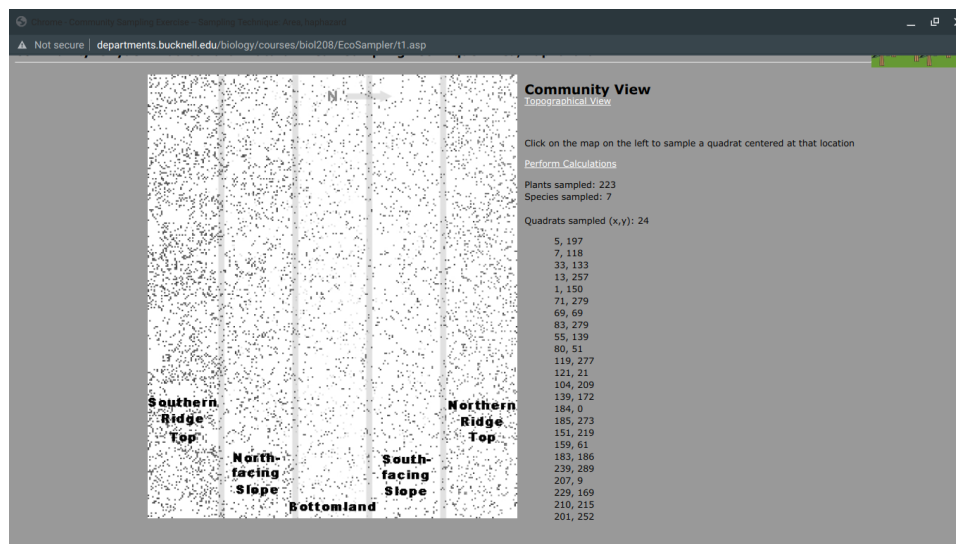 Not secure | departments.bucknell.edu/biology/courses/biol208/EcoSampler/t1.asp
N
Southern
Ridge
Top
North-
facing
Slope
Bottomland
South-
facing
Slope
Northern
Ridge
Top
Community View
Topographical View
Click on the map on the left to sample a quadrat centered at that location
Perform Calculations
Plants sampled: 223
Species sampled: 7
Quadrats sampled (x,y): 24
5, 197
7, 118
33, 133
13, 257
1, 150
71, 279
69, 69
83, 279
55, 139
80, 51
119, 277
121, 21
104, 209
139, 172
184, 0
185, 273
151, 219
159, 61
183, 186
239, 289
207, 9
229, 169
210, 215
201, 252